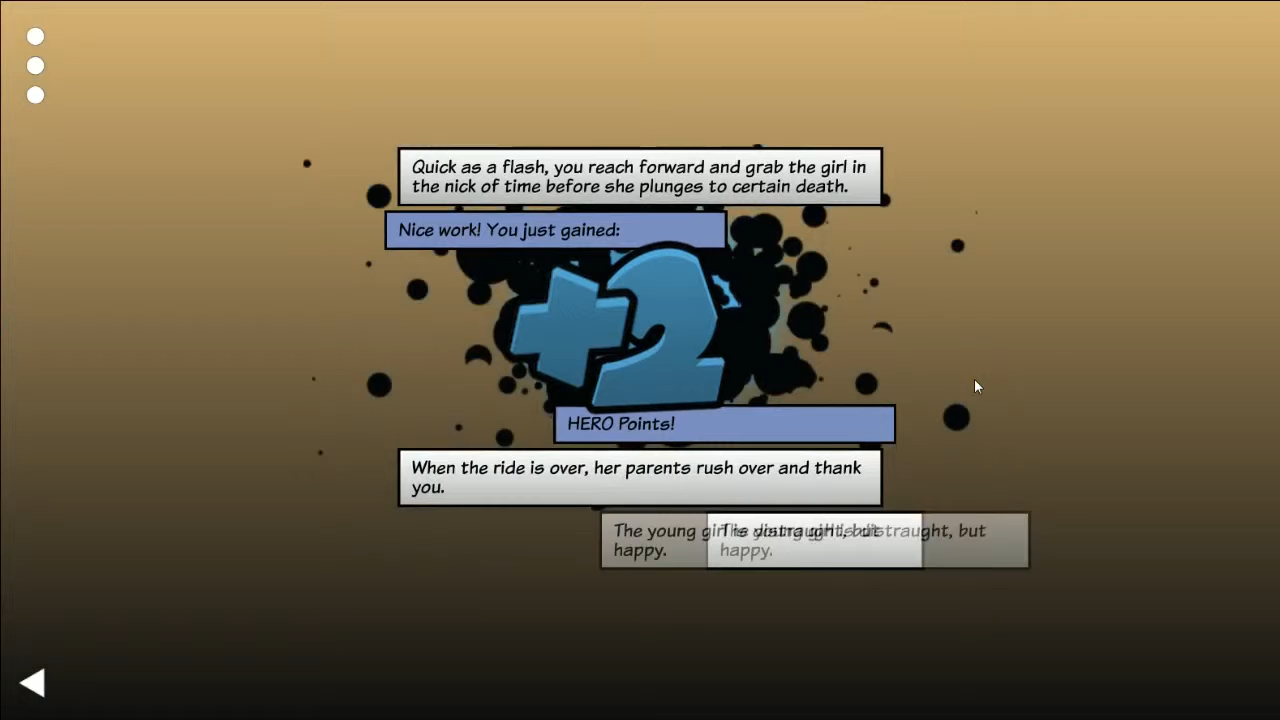 Quick as a flash, you reach forward and grab the girl in
the nick of time before she plunges to certain death.
Nice work! You just gained:
+2
HERO Points!
When the ride is over, her parents rush over and thank
you.
The young girl is distraught, but
happy.
happy.